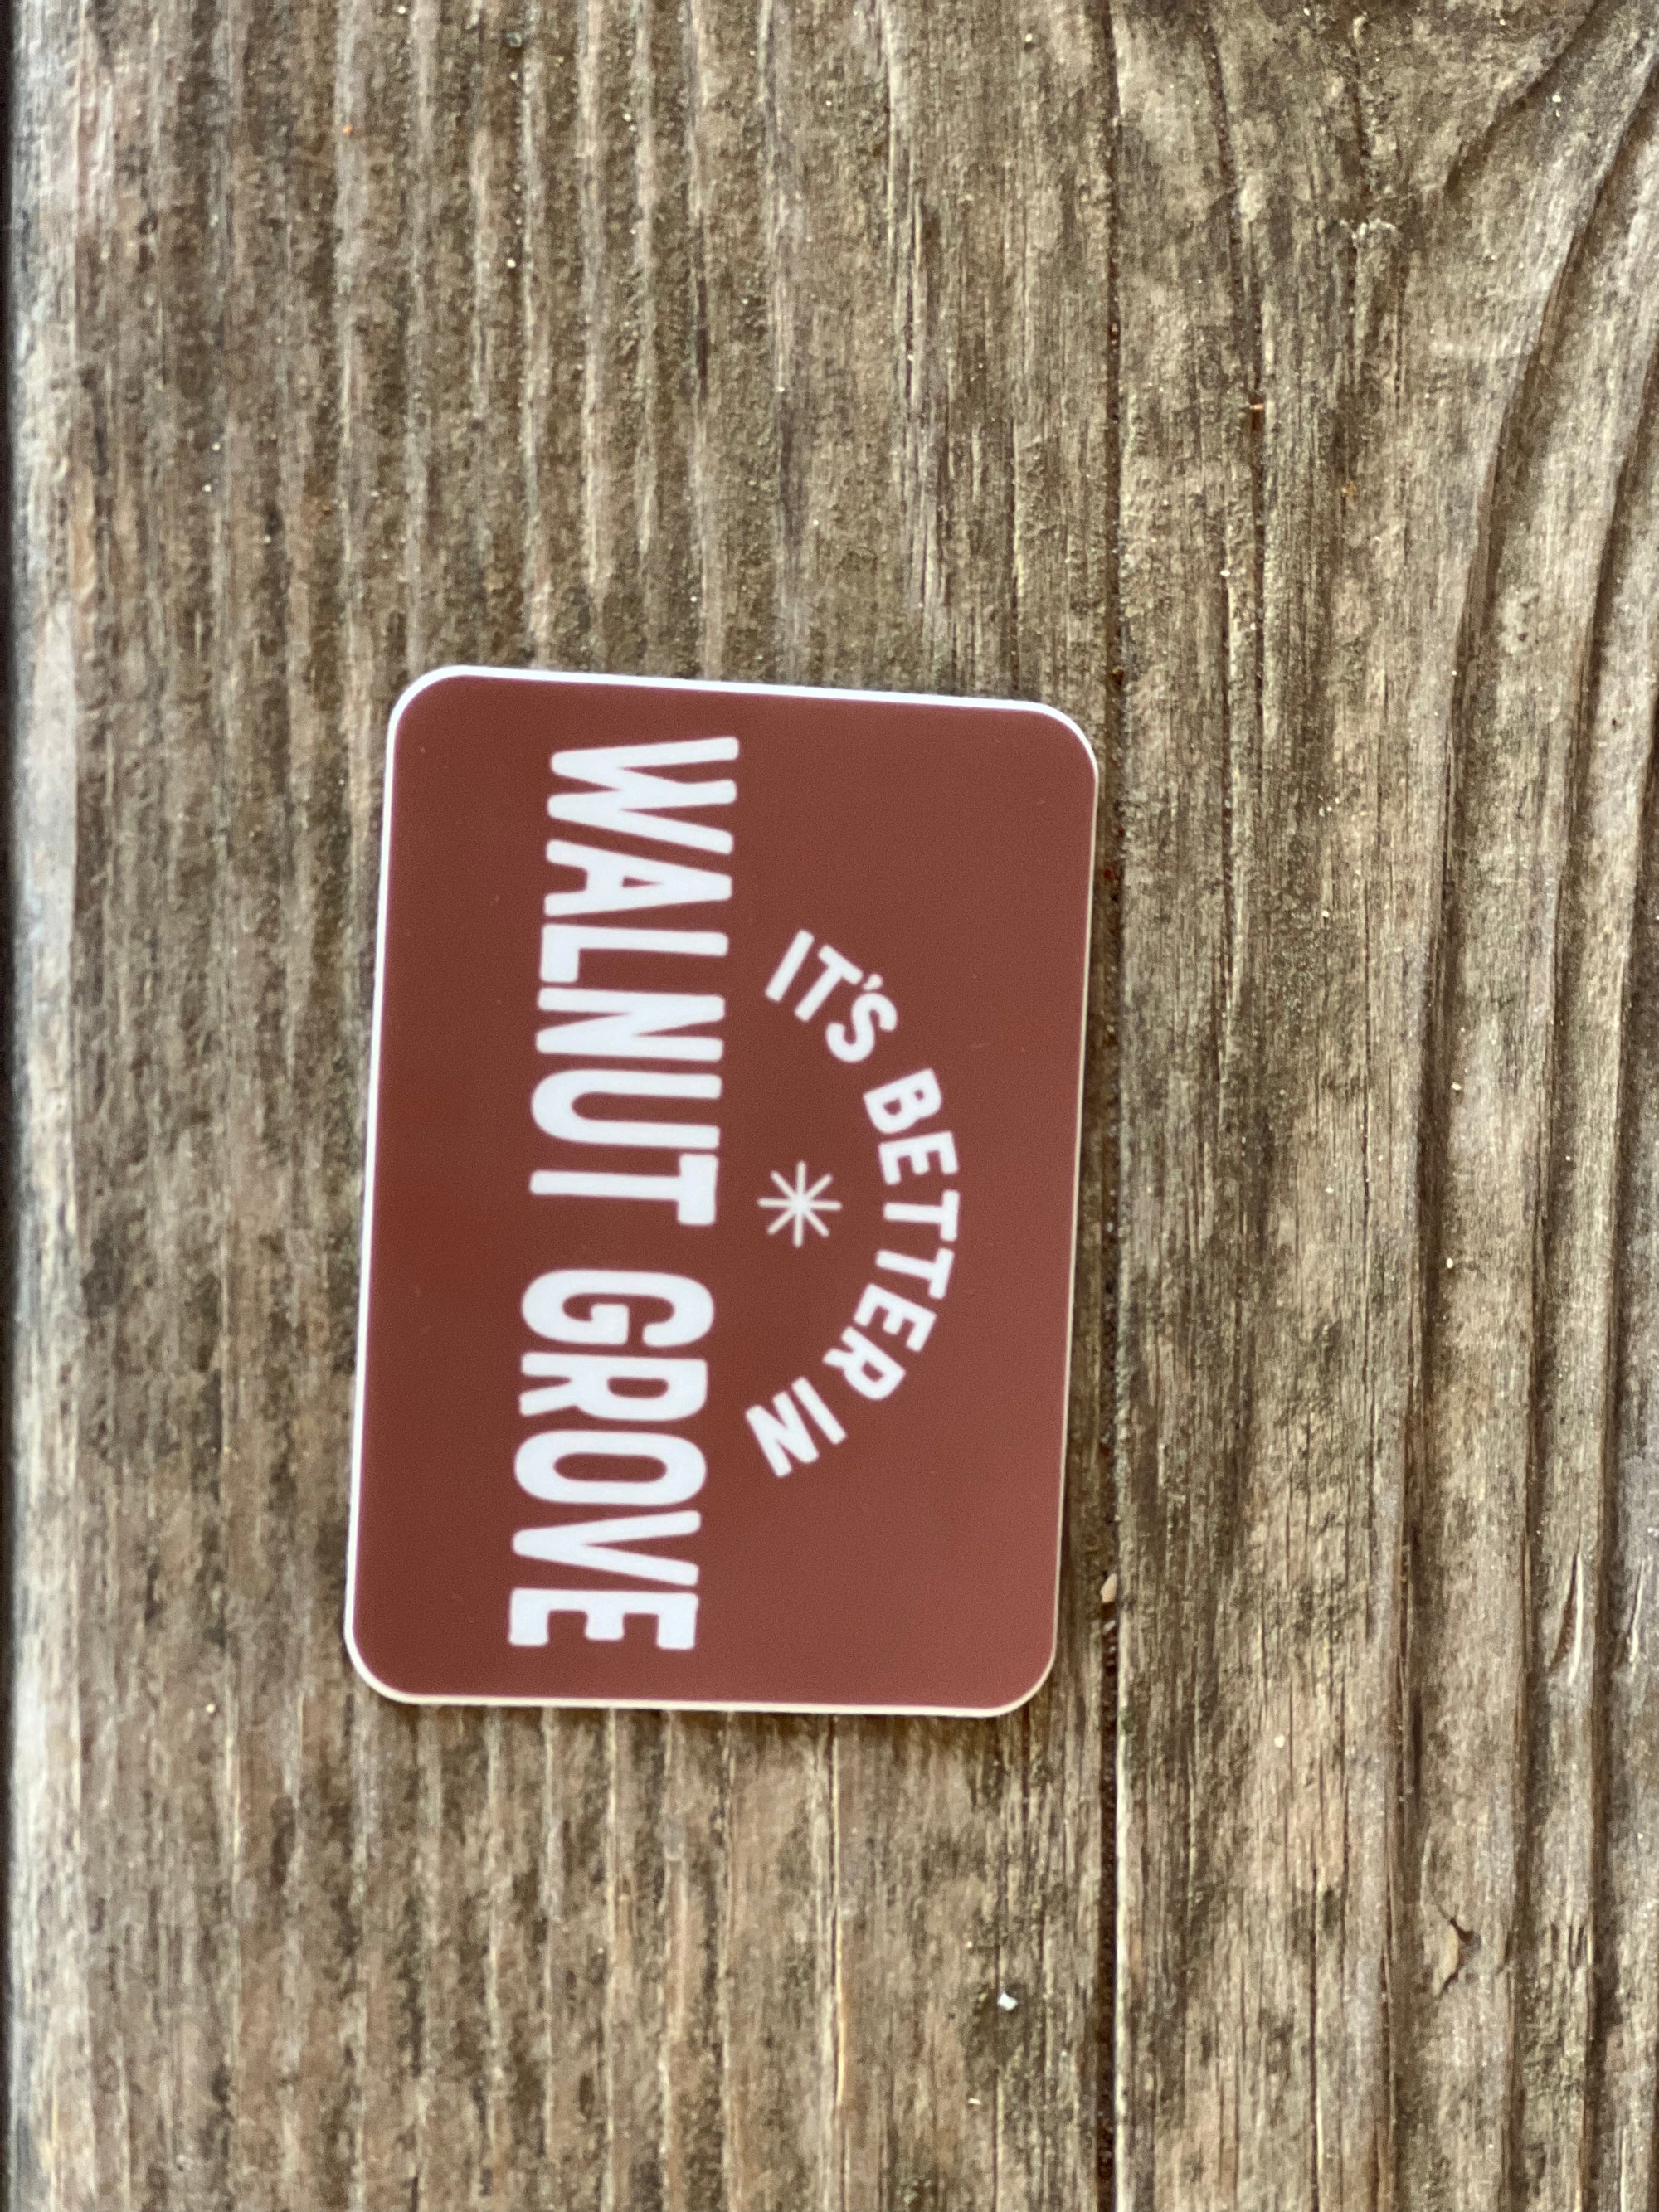 IT'S BETTER IN
WALNUT GROVE